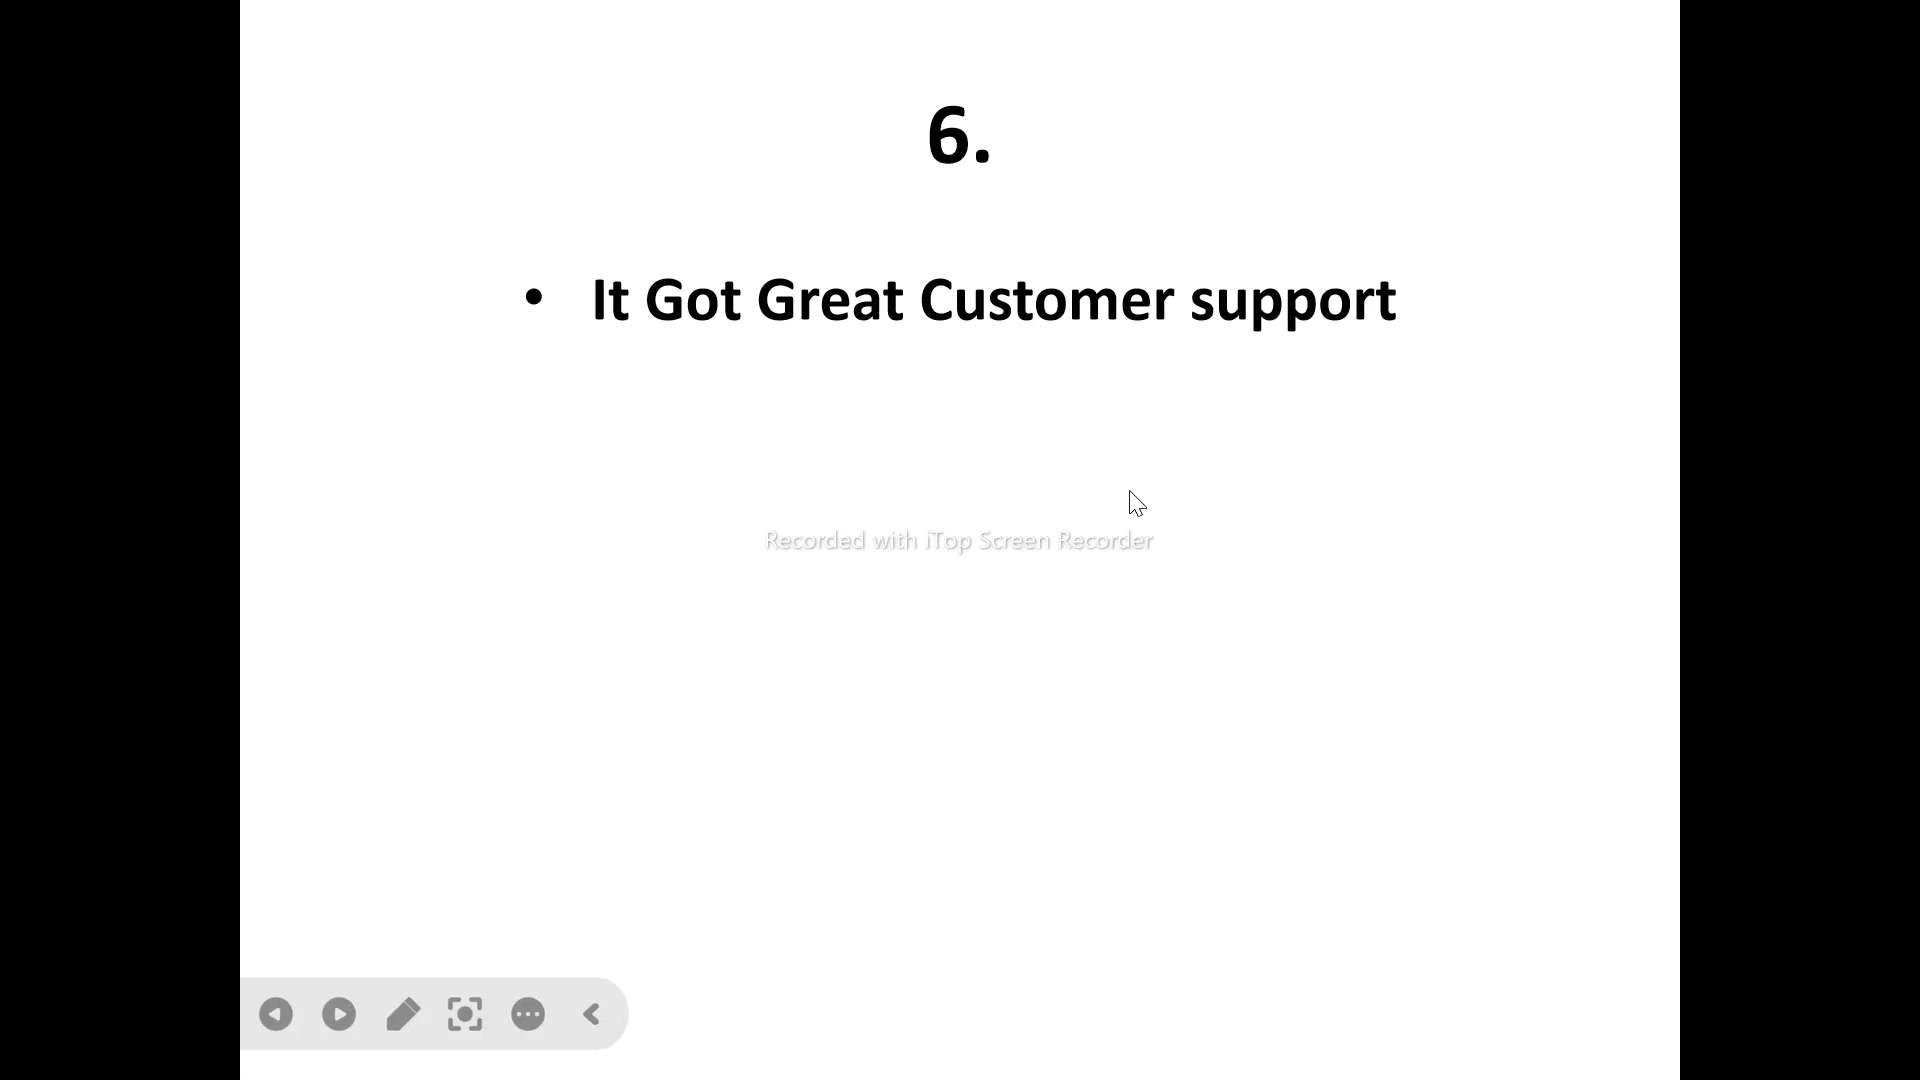 6.
• It Got Great Customer support
Recorded with iTop Screen Recorder